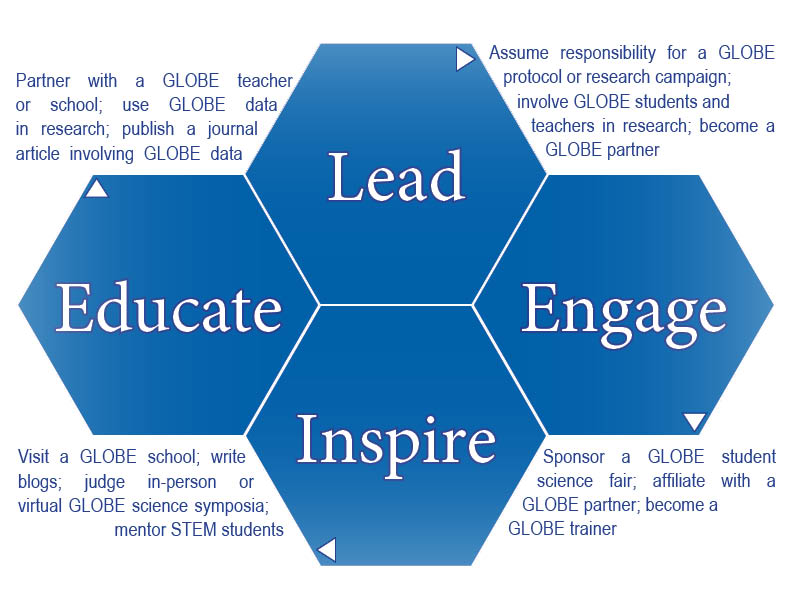 Partner with a GLOBE teacher
or school; use GLOBE data
in research; publish a journal
article involving GLOBE data
Assume responsibility for a GLOBE
protocol or research campaign;
involve GLOBE students and
teachers in research; become a
GLOBE partner
Lead
Educate
Engage
Inspire
Visit a GLOBE school; write
blogs; judge in-person or
virtual GLOBE science symposia;
mentor STEM students
Sponsor a GLOBE student
science fair; affiliate with a
GLOBE partner; become a
GLOBE trainer